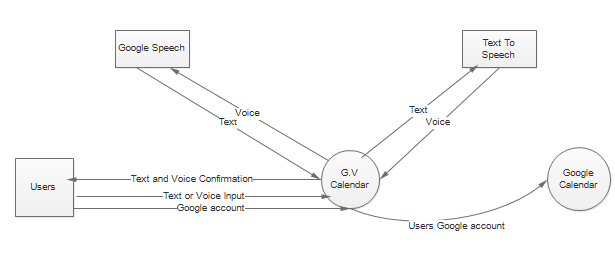 Google Speech
Text To
Speech
Voice
Text
Text
Voice
Users
Text and Voice Confirmation
Text or Voice Input
Google account
G.V
Calendar
Google
Calendar
Users Google account